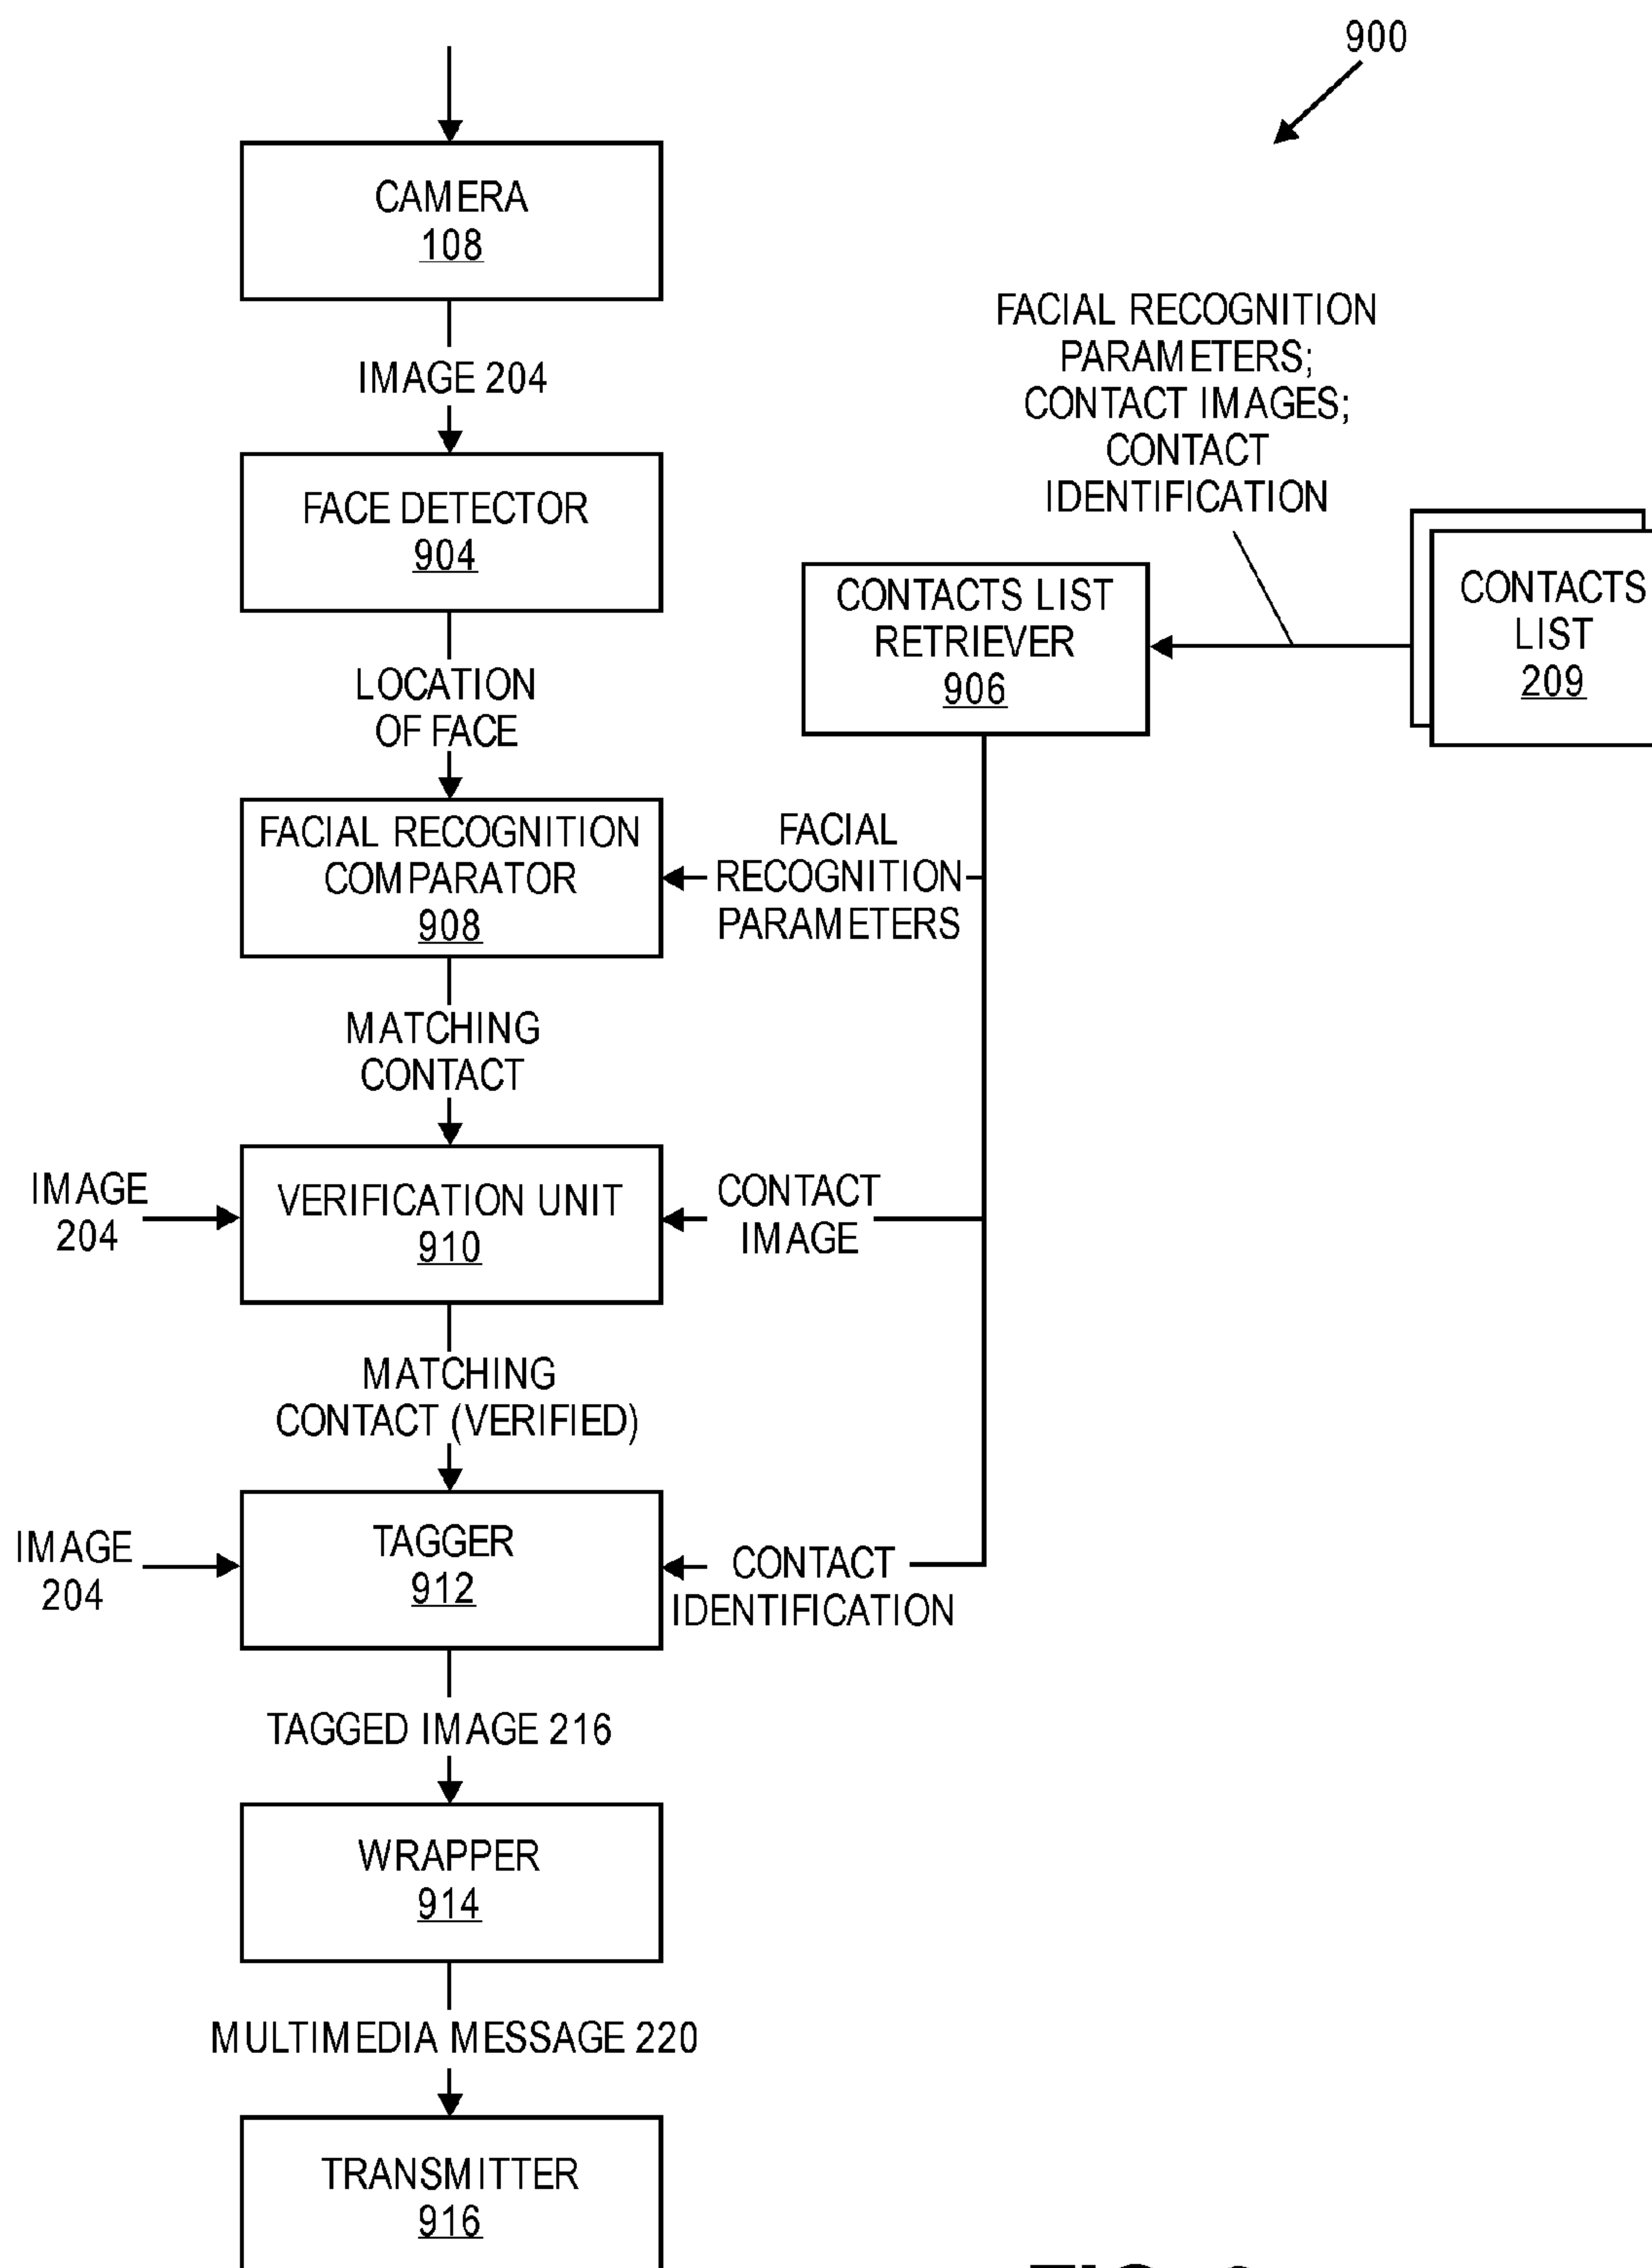 900
CAMERA
108
IMAGE 204
FACIAL RECOGNITION
PARAMETERS;
CONTACT IMAGES;
CONTACT
IDENTIFICATION
FACE DETECTOR
904
CONTACTS LIST
RETRIEVER
906
CONTACTS
LIST
209
LOCATION
OF FACE
FACIAL RECOGNITION
COMPARATOR
908
FACIAL
RECOGNITION
PARAMETERS
MATCHING
CONTACT
IMAGE
204
VERIFICATION UNIT
910
CONTACT
IMAGE
MATCHING
CONTACT (VERIFIED)
IMAGE
204
TAGGER
912
CONTACT
IDENTIFICATION
TAGGED IMAGE 216
WRAPPER
914
MULTIMEDIA MESSAGE 220
TRANSMITTER
916